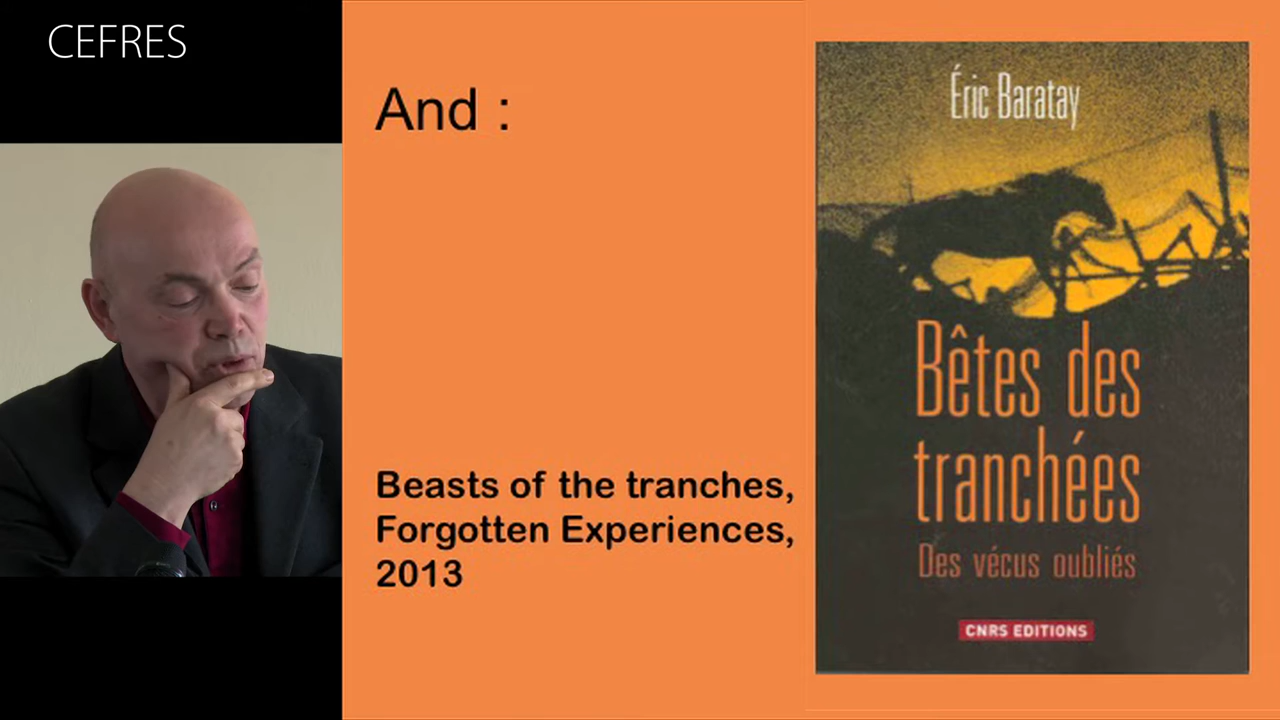 CEFRES
And :
Beasts of the tranches,
Forgotten Experiences,
2013
Éric Baratay
Bêtes des
tranchées
Des vécus oubliés
CNRS EDITIONS